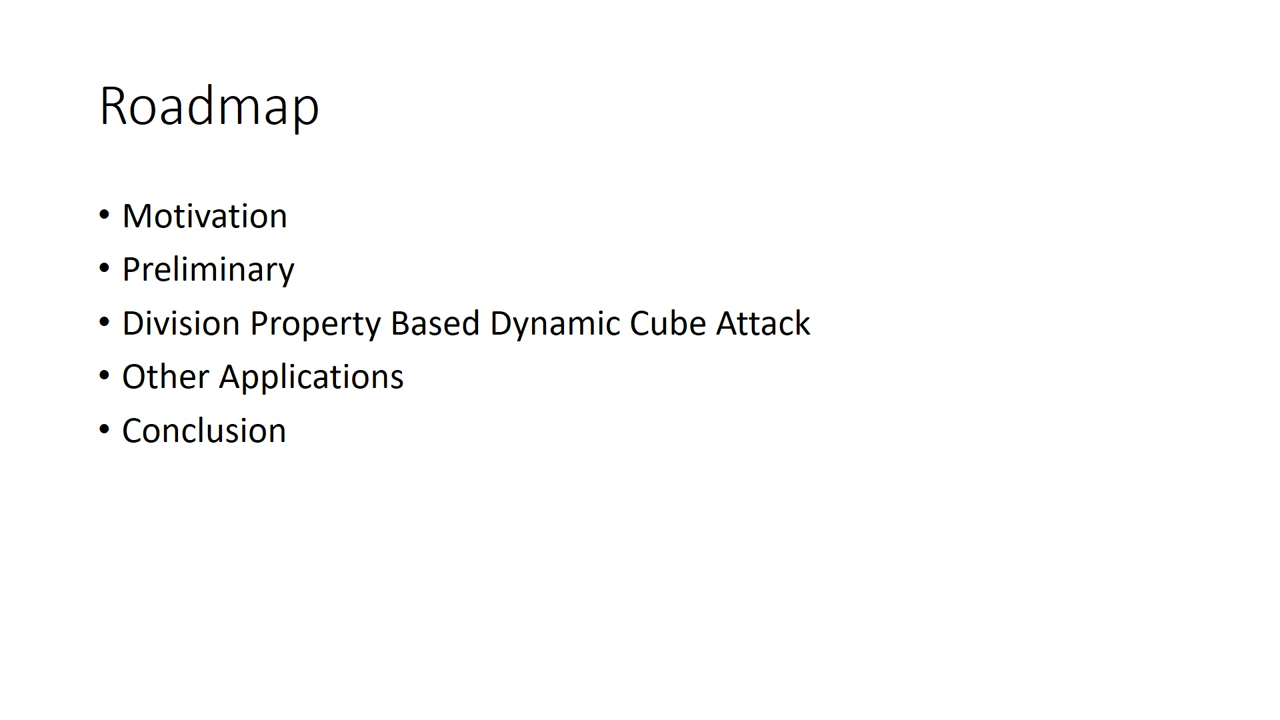 Roadmap
• Motivation
• Preliminary
• Division Property Based Dynamic Cube Attack
• Other Applications
• Conclusion